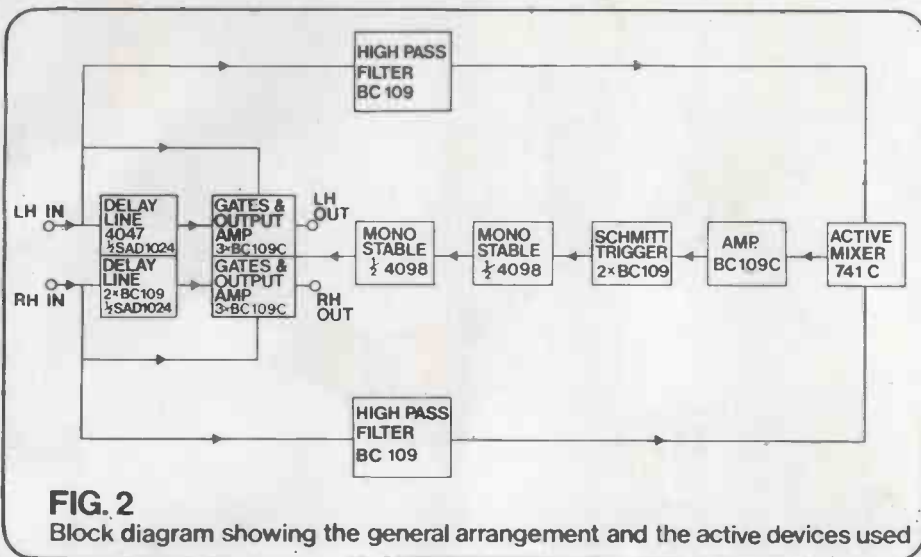 HIGH PASS
FILTER
BC 109
LH IN
DELAY
LINE
4047
½SAD1024
GATES &
OUTPUT
AMP
3×BC109C
LH
OUT
RH IN
DELAY
LINE
2×BC109
½SAD1024
GATES &
OUTPUT
AMP
3×BC109C
RH
OUT
MONO
STABLE
½ 4098
MONO
STABLE
½ 4098
SCHMITT
TRIGGER
2×BC109
AMP.
BC109C
ACTIVE
MIXER
741 C
HIGH PASS
FILTER
BC 109
FIG. 2
Block diagram showing the general arrangement and the active devices used